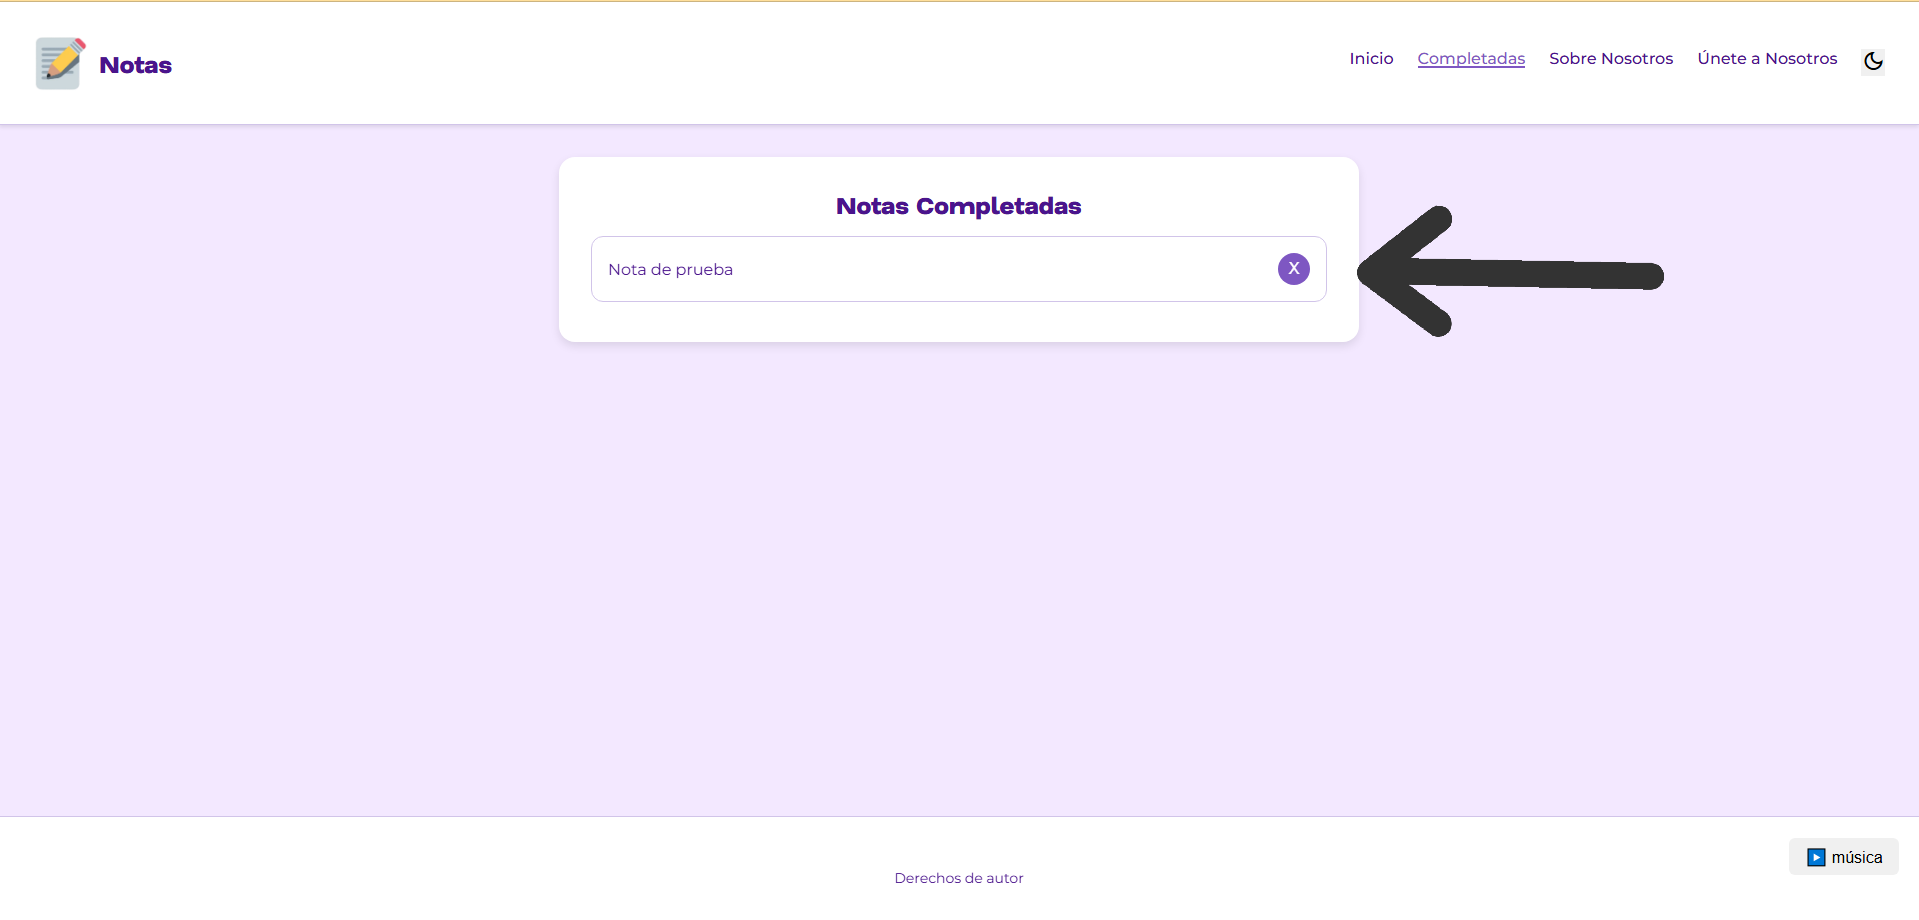 Notas
Inicio Completadas Sobre Nosotros Únete a Nosotros
Notas Completadas
Nota de prueba X
música
Derechos de autor